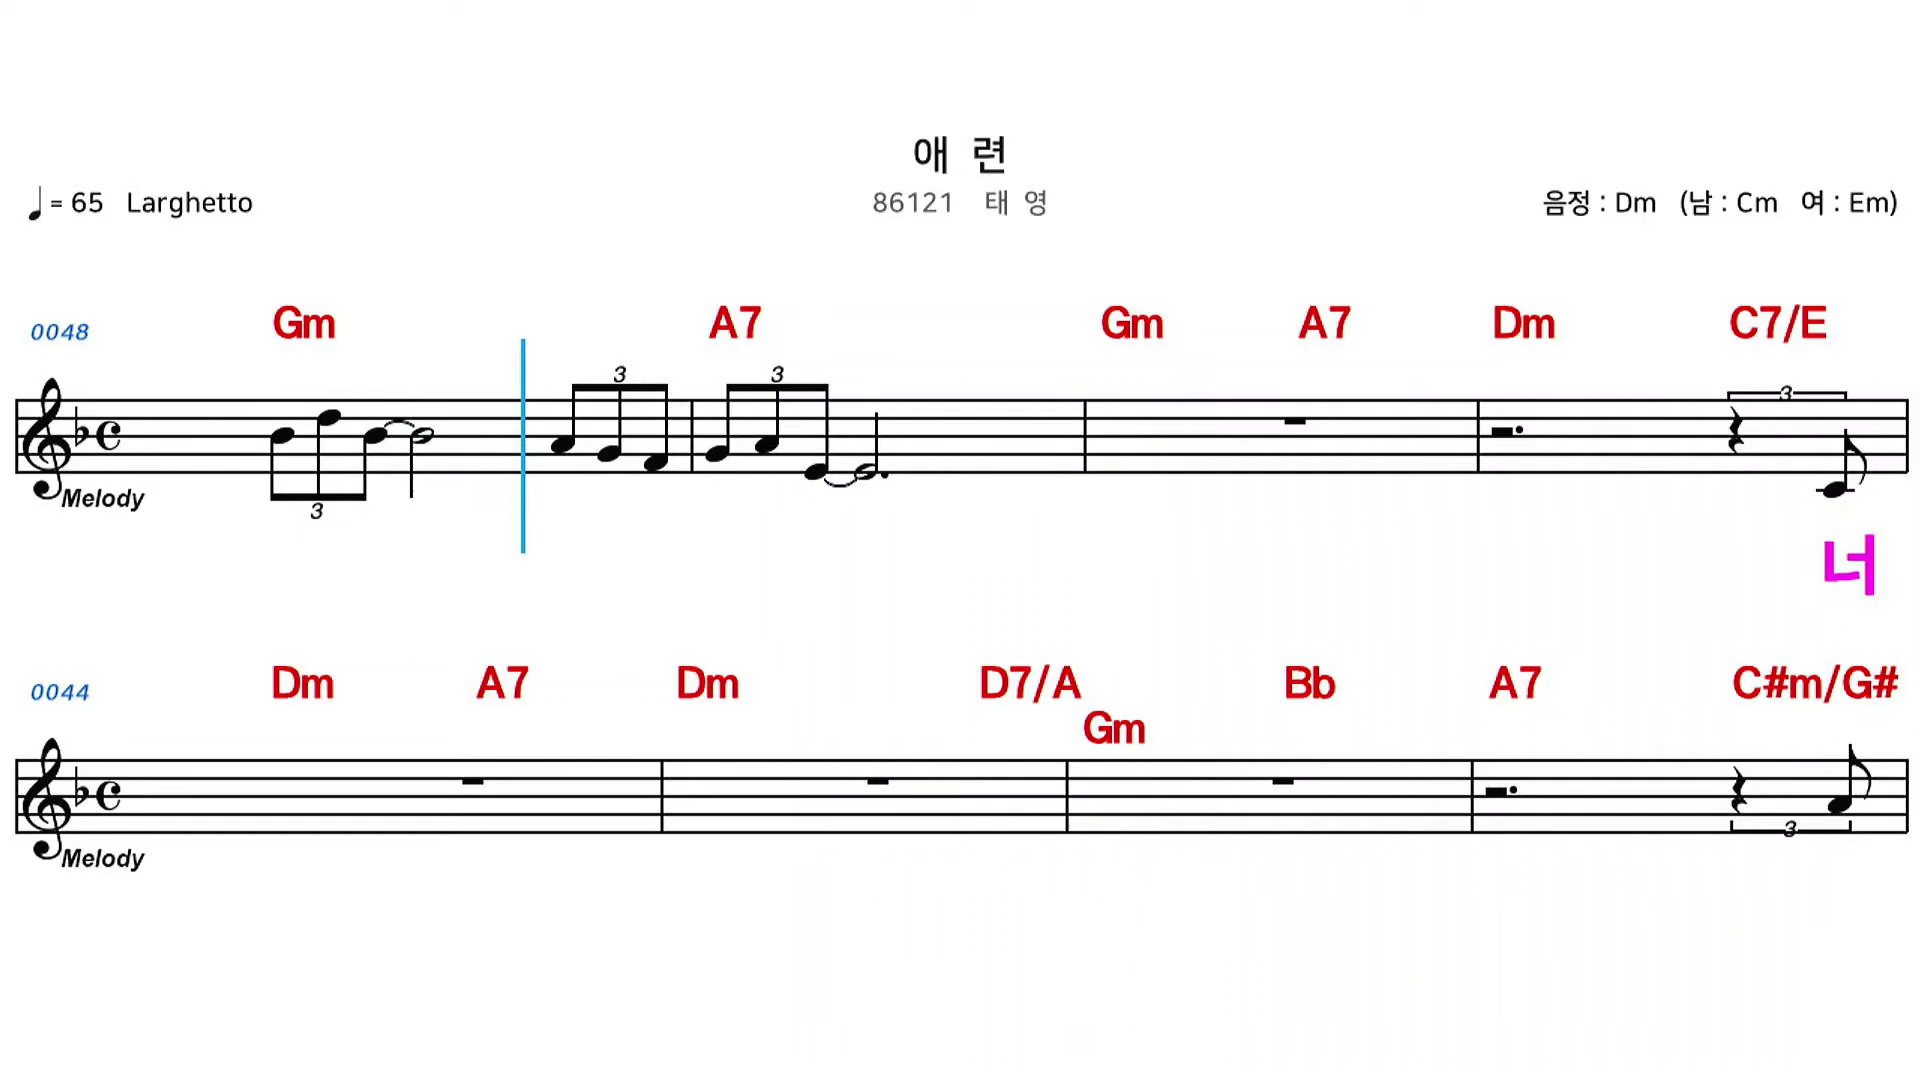 애 련
= 65 Larghetto 86121 태 영 음정 : Dm (남 : Cm 여 : Em)
0048 Gm A7 Gm A7 Dm C7/E
3 3 3
Melody 3
너
0044 Dm A7 Dm D7/A Bb A7 C#m/G#
Gm
3
Melody